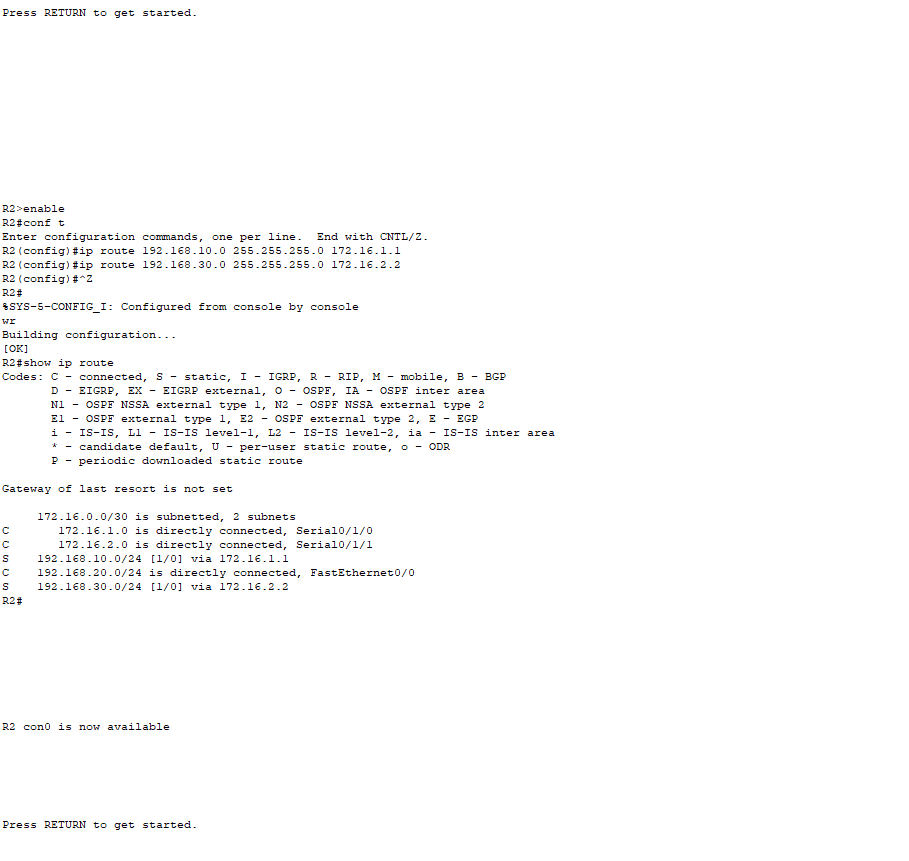 Press RETURN to get started.
R2>enable
R2#conf t
Enter configuration commands, one per line.  End with CNTL/Z.
R2(config)#ip route 192.168.10.0 255.255.255.0 172.16.1.1
R2(config)#ip route 192.168.30.0 255.255.255.0 172.16.2.2
R2(config)#^Z
R2#
%SYS-5-CONFIG_I: Configured from console by console
wr
Building configuration...
[OK]
R2#show ip route
Codes: C - connected, S - static, I - IGRP, R - RIP, M - mobile, B - BGP
       D - EIGRP, EX - EIGRP external, O - OSPF, IA - OSPF inter area
       N1 - OSPF NSSA external type 1, N2 - OSPF NSSA external type 2
       E1 - OSPF external type 1, E2 - OSPF external type 2, E - EGP
       i - IS-IS, L1 - IS-IS level-1, L2 - IS-IS level-2, ia - IS-IS inter area
       * - candidate default, U - per-user static route, o - ODR
       P - periodic downloaded static route
Gateway of last resort is not set
     172.16.0.0/30 is subnetted, 2 subnets
C       172.16.1.0 is directly connected, Serial0/1/0
C       172.16.2.0 is directly connected, Serial0/1/1
S    192.168.10.0/24 [1/0] via 172.16.1.1
C    192.168.20.0/24 is directly connected, FastEthernet0/0
S    192.168.30.0/24 [1/0] via 172.16.2.2
R2#
R2 con0 is now available
Press RETURN to get started.